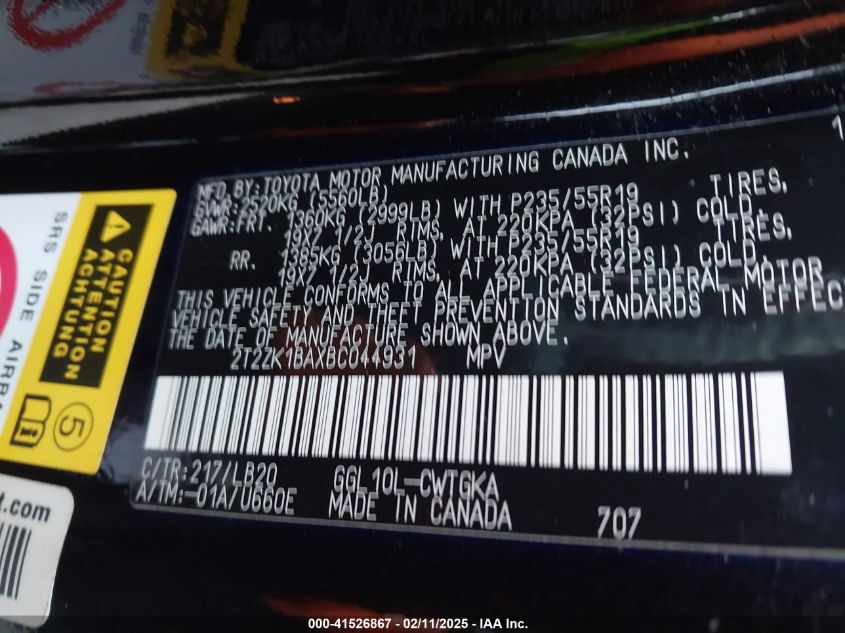 MFD.BY:TOYOTA MOTOR MANUFACTURING CANADA INC. 1
GVWR:2520KG (5560LB)
GAWR:FRT. 1360KG (2999LB) WITH P235/55R19 TIRES,
19X7 1/2J RIMS, AT 220KPA (32PSI) COLD.
RR. 1385KG (3056LB) WITH P235/55R19 TIRES,
19X7 1/2J RIMS, AT 220KPA (32PSI) COLD.
THIS VEHICLE CONFORMS TO ALL APPLICABLE FEDERAL MOTOR
VEHICLE SAFETY AND THEFT PREVENTION STANDARDS IN EFFEC
THE DATE OF MANUFACTURE SHOWN ABOVE.
2T2ZK1BAXBC044931 MPV
C/TR:217/LB20 GGL10L-CWTGKA
A/TM:-01A/U660E MADE IN CANADA 707
SRS SIDE AIRBA
CAUTION
ATTENTION
ACHTUNG
5
t.com
000-41526867 - 02/11/2025 - IAA Inc.